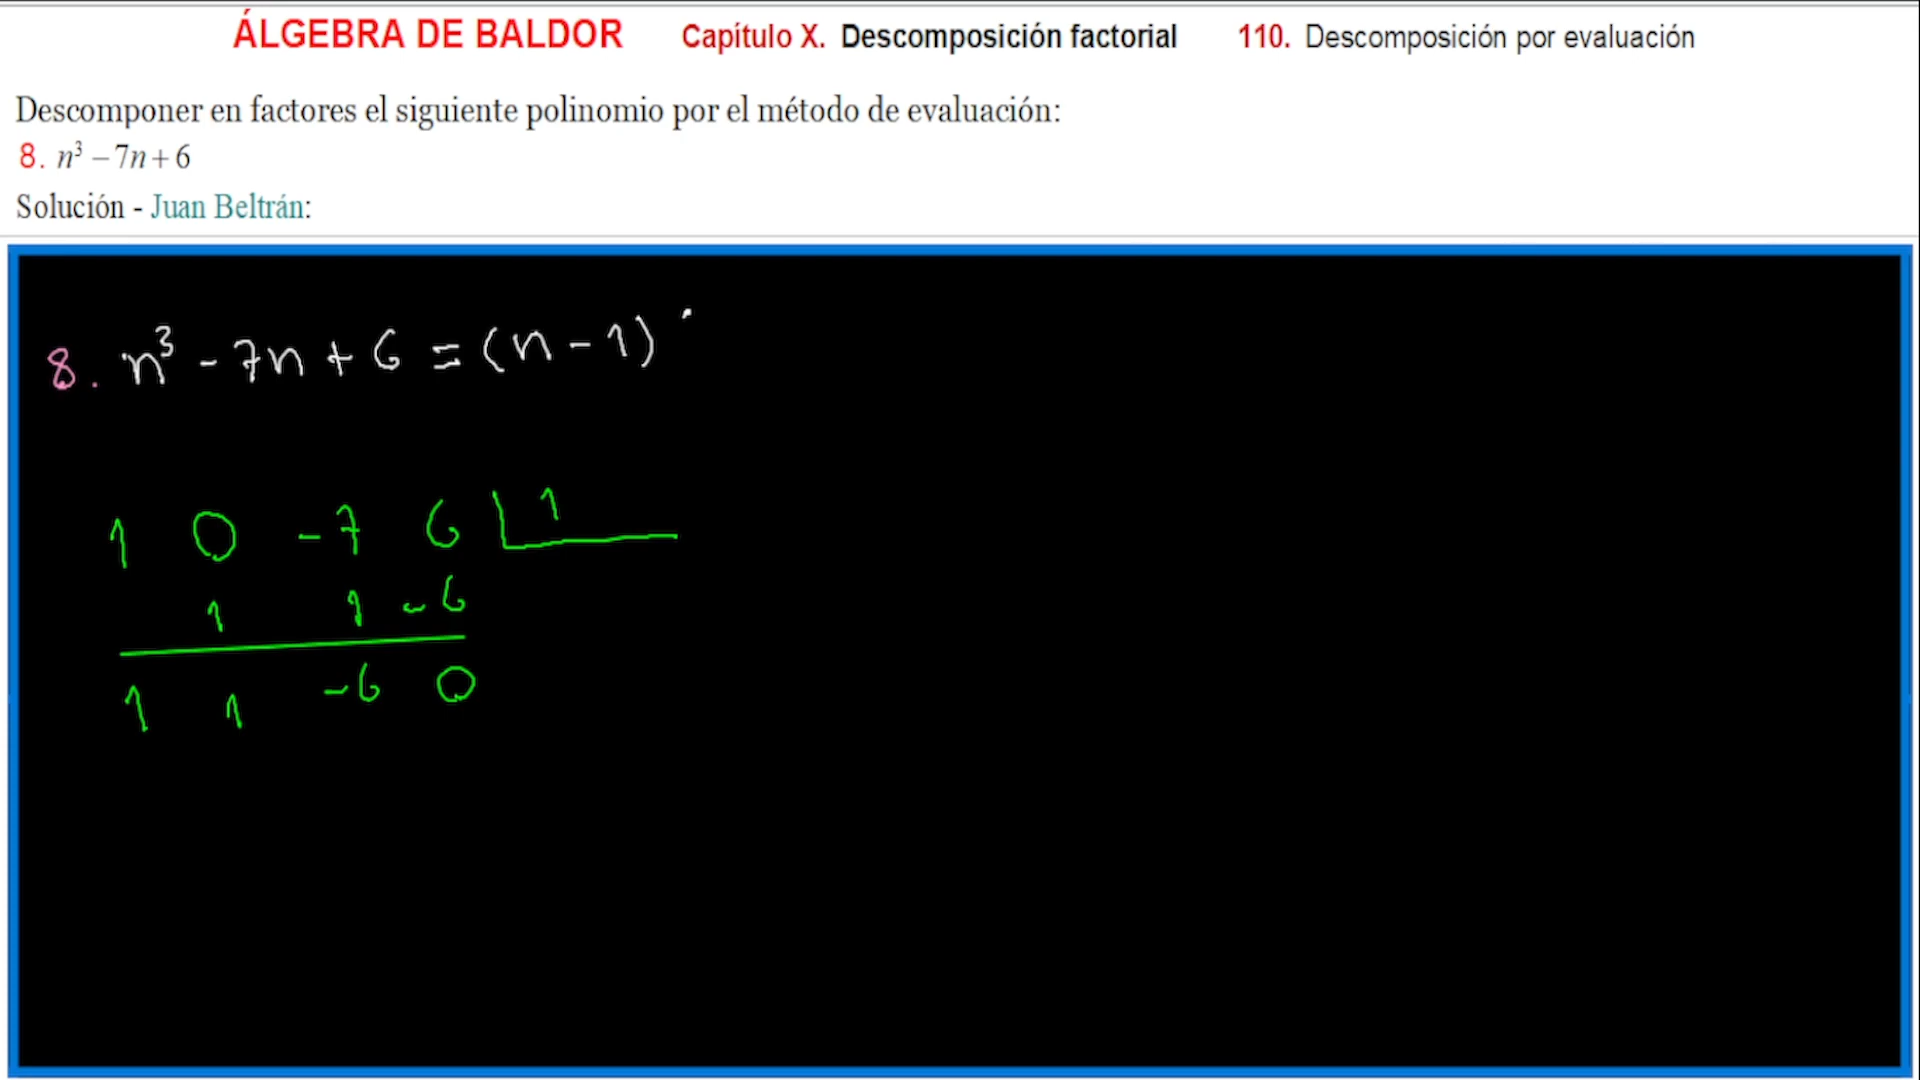 ÁLGEBRA DE BALDOR Capítulo X. Descomposición factorial 110. Descomposición por evaluación
Descomponer en factores el siguiente polinomio por el método de evaluación:
8. n³ – 7n + 6
Solución - Juan Beltrán:
8. n³ - 7n + 6 = (n - 1)
1 0 -7 6 | 1
1 1 -6
1 1 -6 0